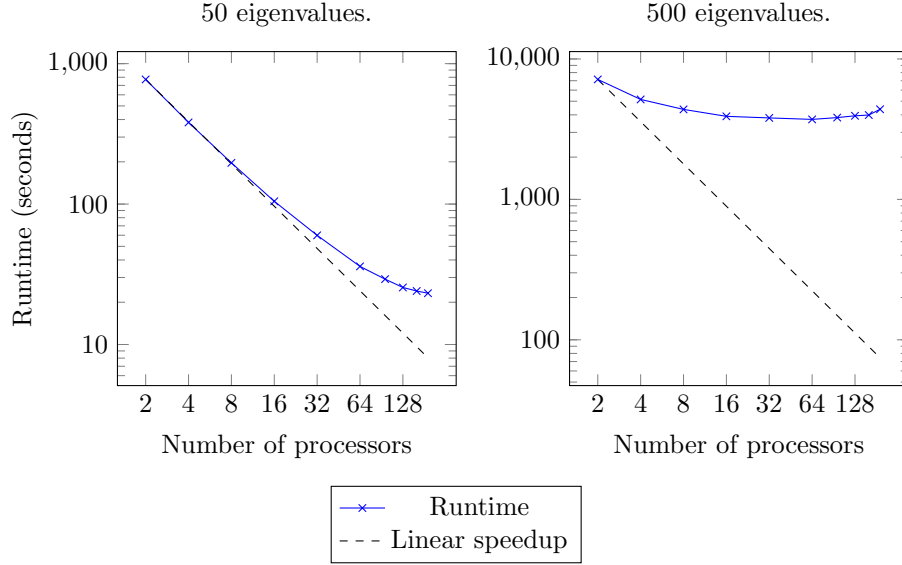 50 eigenvalues.
500 eigenvalues.
Runtime (seconds)
1,000
100
10
2 4 8 16 32 64 128
Number of processors
10,000
1,000
100
2 4 8 16 32 64 128
Number of processors
Runtime
Linear speedup